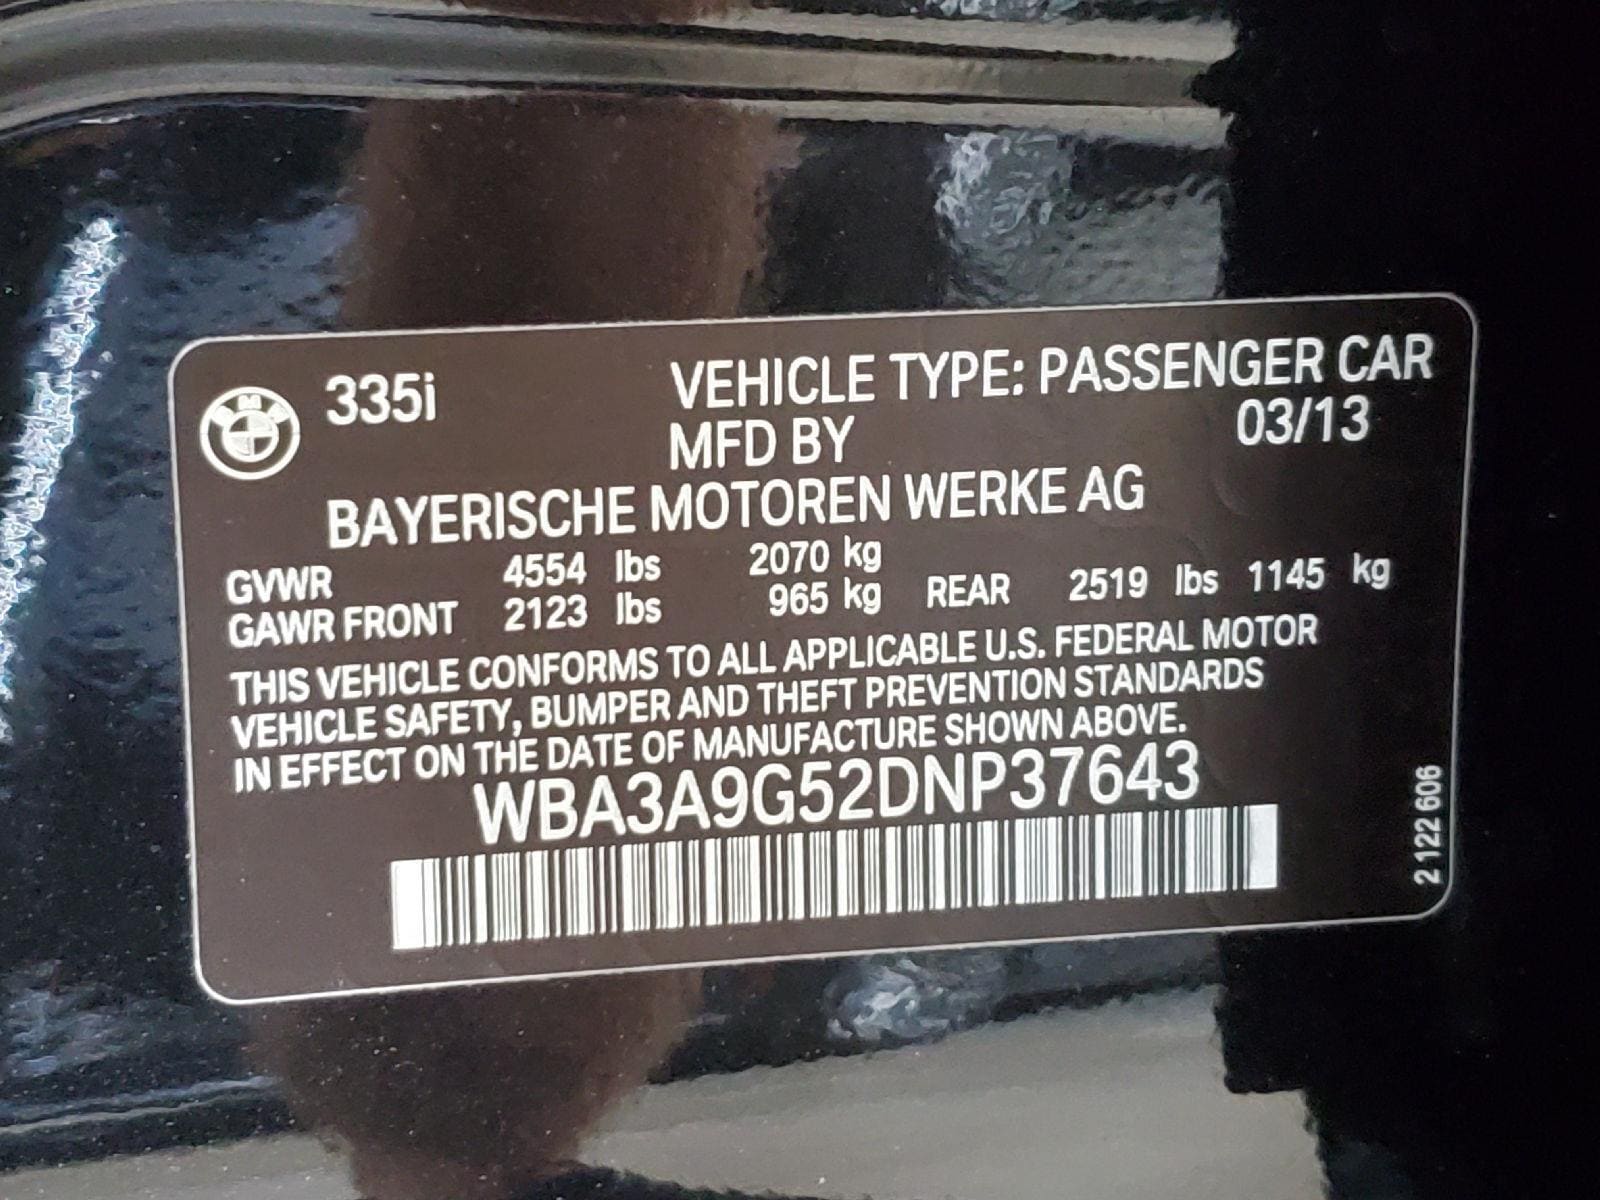 335i VEHICLE TYPE: PASSENGER CAR
MFD BY 03/13
BAYERISCHE MOTOREN WERKE AG
GVWR 4554 lbs 2070 kg
GAWR FRONT 2123 lbs 965 kg REAR 2519 lbs 1145 kg
THIS VEHICLE CONFORMS TO ALL APPLICABLE U.S. FEDERAL MOTOR
VEHICLE SAFETY, BUMPER AND THEFT PREVENTION STANDARDS
IN EFFECT ON THE DATE OF MANUFACTURE SHOWN ABOVE.
WBA3A9G52DNP37643
2 122 606
BMW